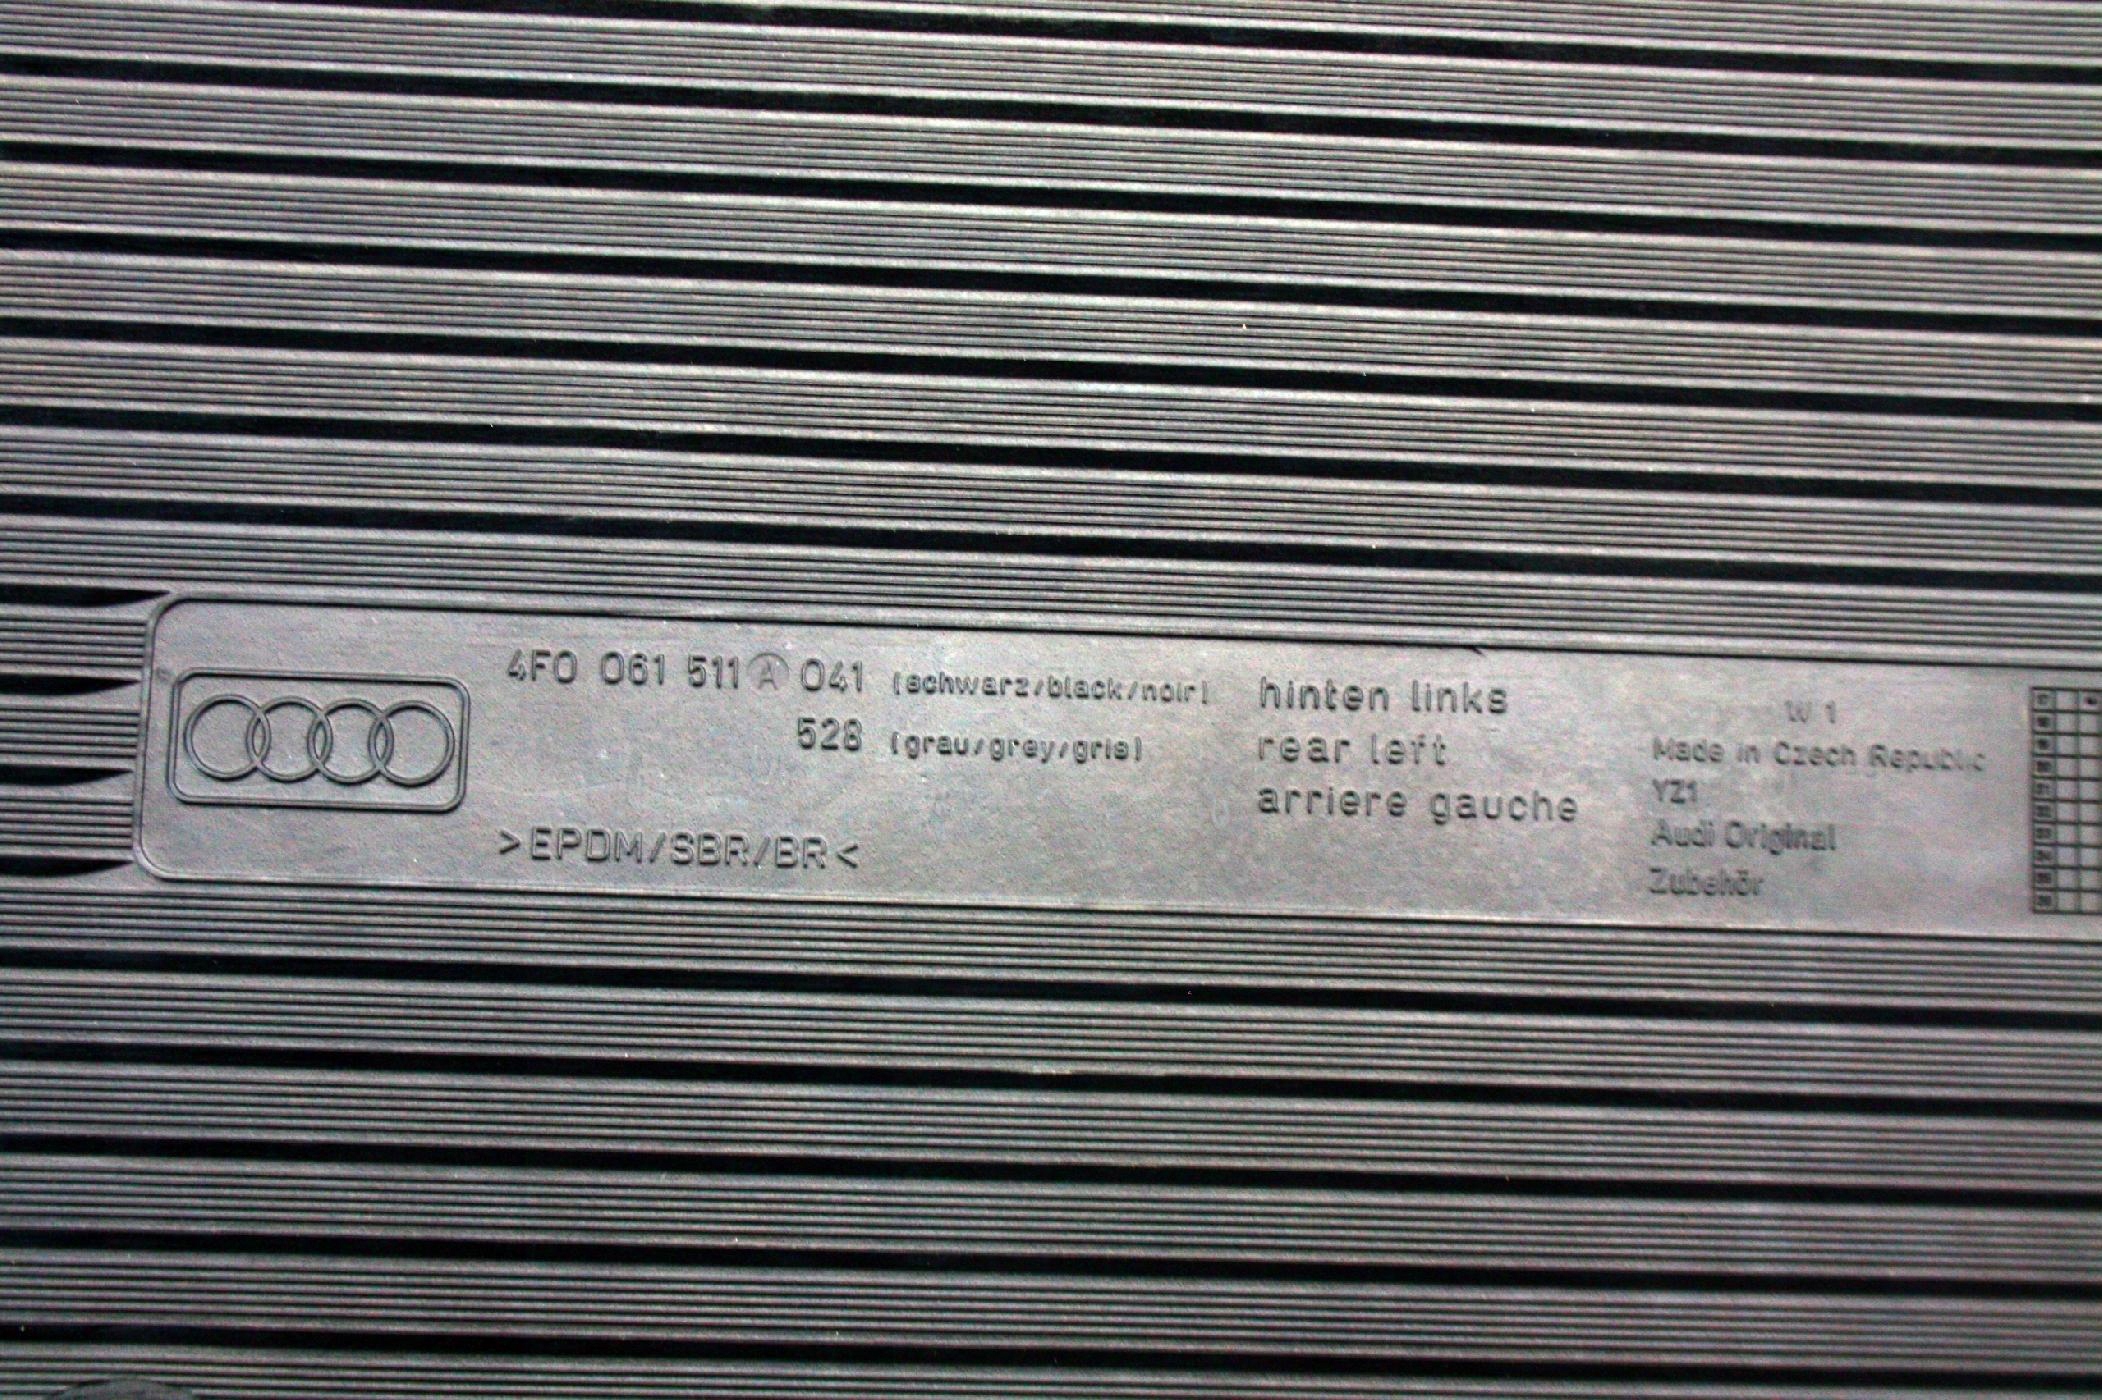 4F0 061 511 A 041 (schwarz/black/noir)
528 (grau/grey/gris)
>EPDM/SBR/BR<
hinten links
rear left
arriere gauche
W 1
Made in Czech Republic
YZ1
Audi Original
Zubehör